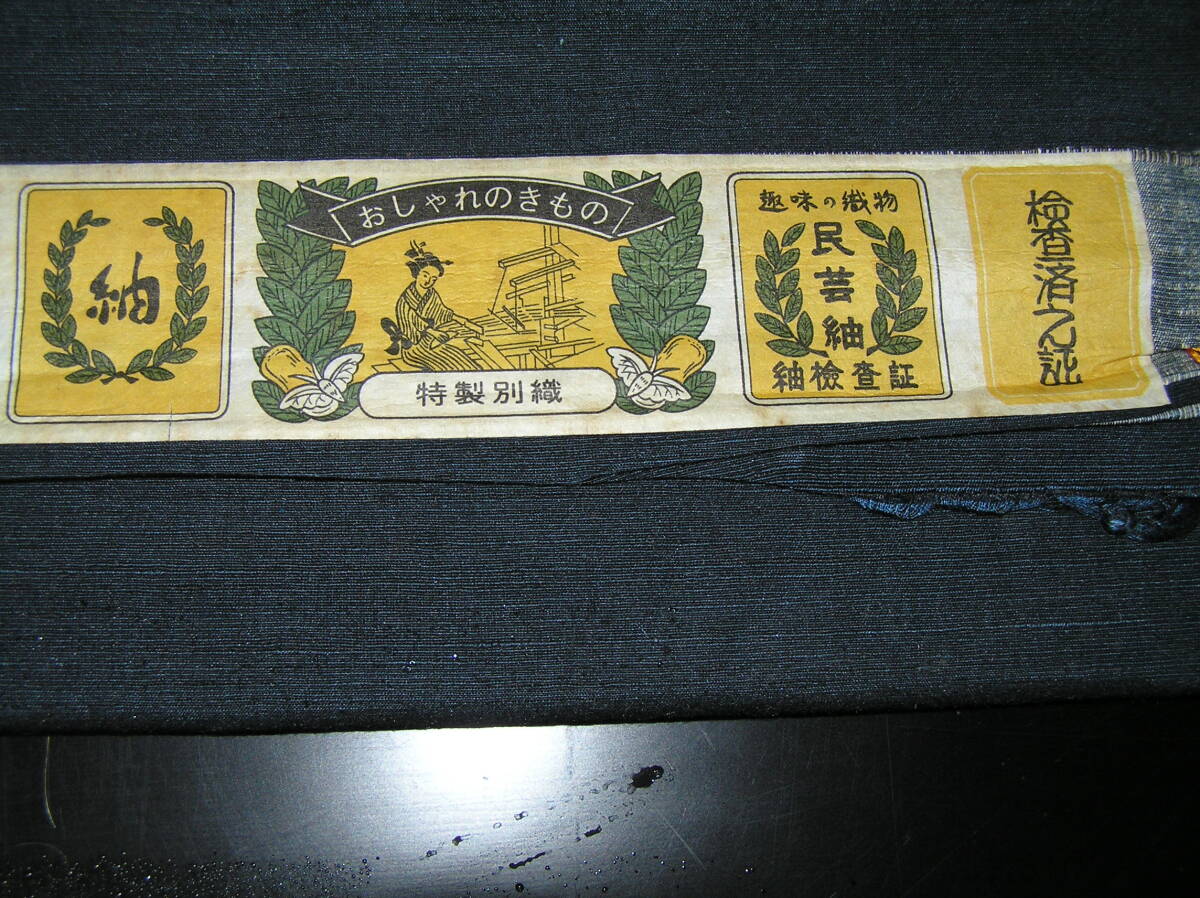 紬
おしゃれのきもの
特製別織
趣味の織物
民芸紬
紬検査証
検査済之証